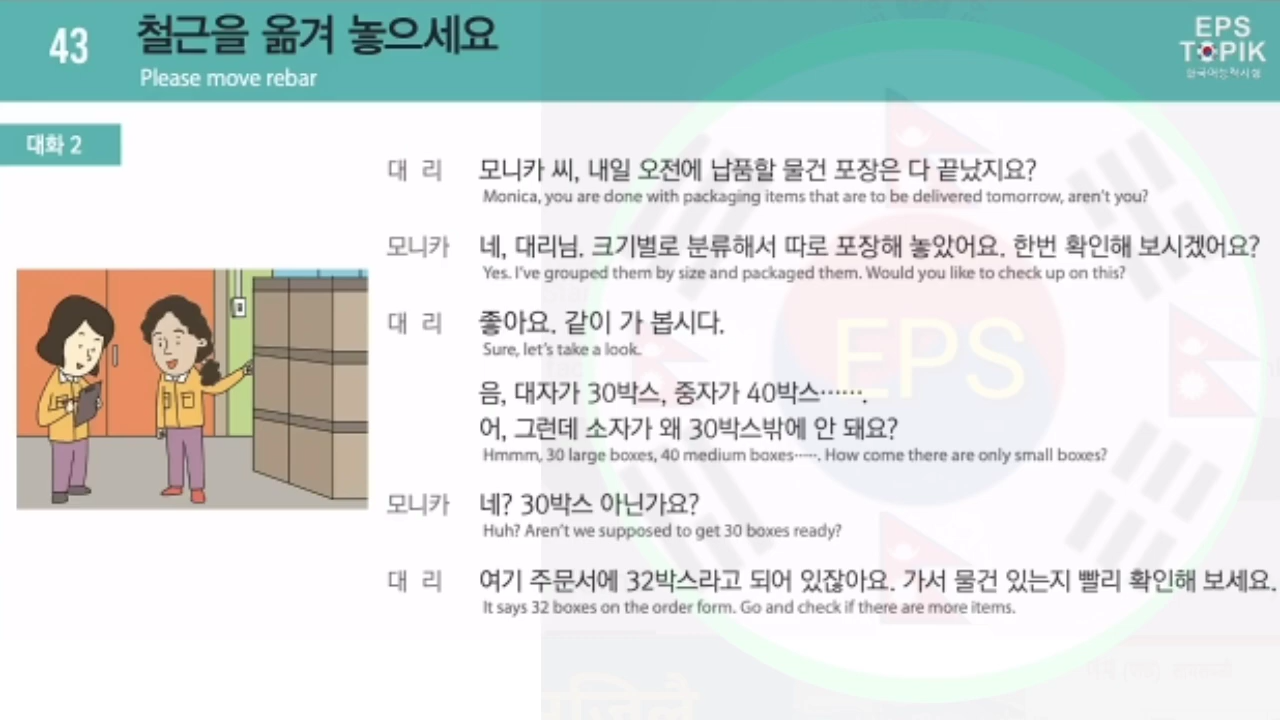 43
철근을 옮겨 놓으세요
Please move rebar
EPS
TOPIK
한국어능력시험
대화 2
대 리 모니카 씨, 내일 오전에 납품할 물건 포장은 다 끝났지요?
Monica, you are done with packaging items that are to be delivered tomorrow, aren't you?
모니카 네, 대리님. 크기별로 분류해서 따로 포장해 놓았어요. 한번 확인해 보시겠어요?
Yes. I've grouped them by size and packaged them. Would you like to check up on this?
대 리 좋아요. 같이 가 봅시다.
Sure, let's take a look.
음, 대자가 30박스, 중자가 40박스…….
어, 그런데 소자가 왜 30박스밖에 안 돼요?
Hmmm, 30 large boxes, 40 medium boxes……. How come there are only small boxes?
모니카 네? 30박스 아닌가요?
Huh? Aren't we supposed to get 30 boxes ready?
대 리 여기 주문서에 32박스라고 되어 있잖아요. 가서 물건 있는지 빨리 확인해 보세요.
It says 32 boxes on the order form. Go and check if there are more items.
EPS